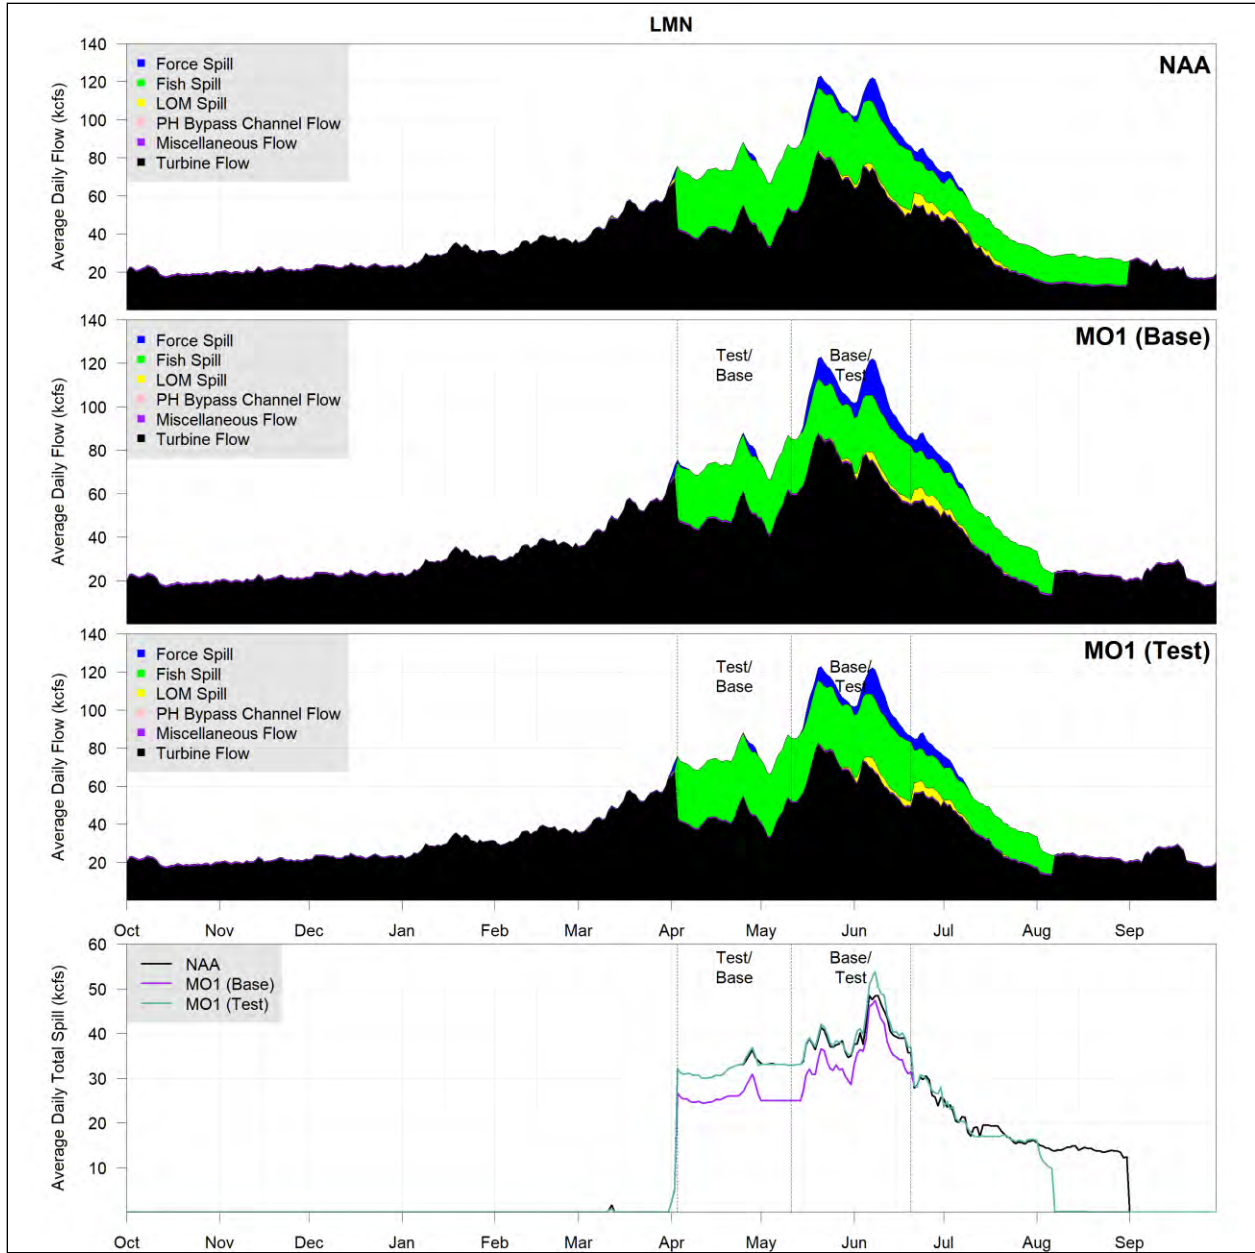 LMN
NAA
Average Daily Flow (kcfs)
140
120
100
80
60
40
20
Force Spill
Fish Spill
LOM Spill
PH Bypass Channel Flow
Miscellaneous Flow
Turbine Flow
MO1 (Base)
Average Daily Flow (kcfs)
140
120
100
80
60
40
20
Force Spill
Fish Spill
LOM Spill
PH Bypass Channel Flow
Miscellaneous Flow
Turbine Flow
Test/
Base
Base/
Test
MO1 (Test)
Average Daily Flow (kcfs)
140
120
100
80
60
40
20
Force Spill
Fish Spill
LOM Spill
PH Bypass Channel Flow
Miscellaneous Flow
Turbine Flow
Test/
Base
Base/
Test
Oct Nov Dec Jan Feb Mar Apr May Jun Jul Aug Sep
Average Daily Total Spill (kcfs)
60
50
40
30
20
10
NAA
MO1 (Base)
MO1 (Test)
Test/
Base
Base/
Test
Oct Nov Dec Jan Feb Mar Apr May Jun Jul Aug Sep